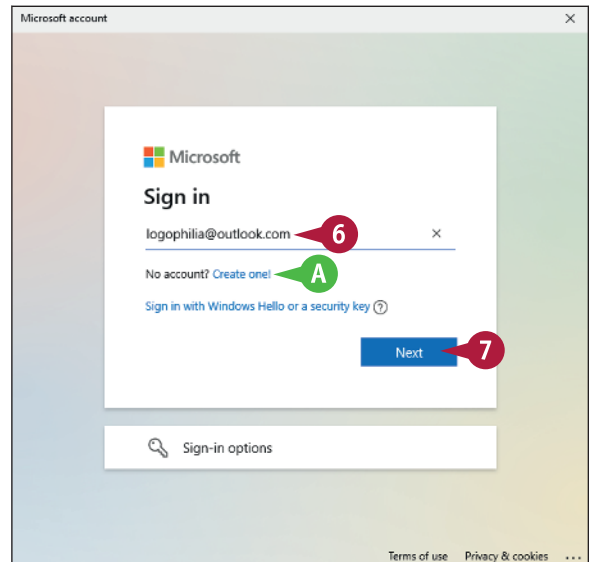 Microsoft account
Microsoft
Sign in
logophilia@outlook.com 6
No account? Create one! A
Sign in with Windows Hello or a security key ?
Next 7
Sign-in options
Terms of use Privacy & cookies ...